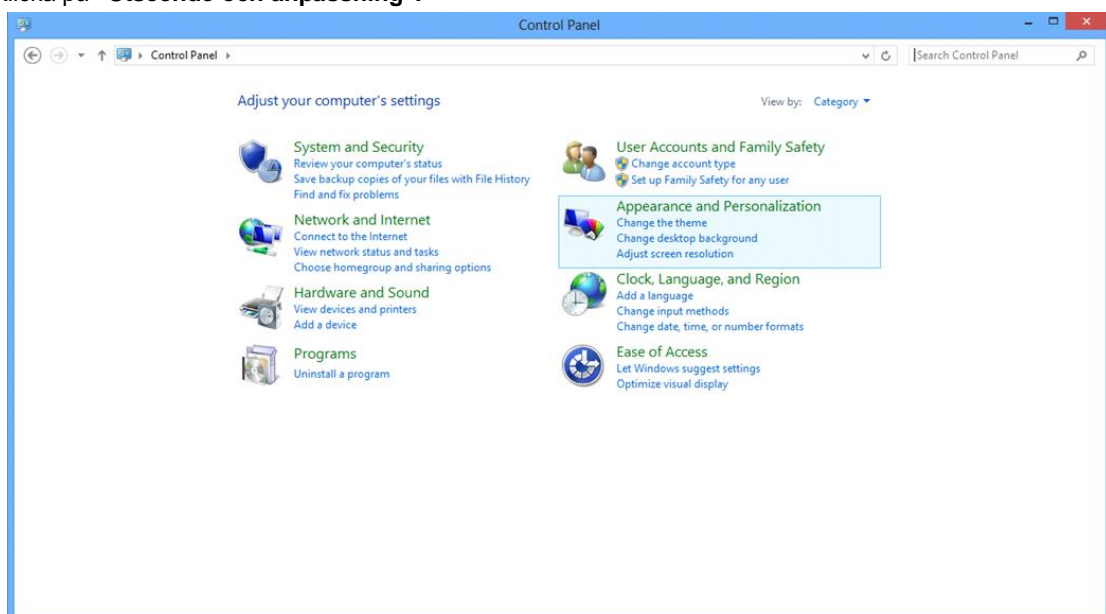 Klicka på "Utseende och anpassning".
Control Panel
Control Panel
Search Control Panel
Adjust your computer's settings
View by: Category
System and Security
Review your computer's status
Save backup copies of your files with File History
Find and fix problems
Network and Internet
Connect to the Internet
View network status and tasks
Choose homegroup and sharing options
Hardware and Sound
View devices and printers
Add a device
Programs
Uninstall a program
User Accounts and Family Safety
Change account type
Set up Family Safety for any user
Appearance and Personalization
Change the theme
Change desktop background
Adjust screen resolution
Clock, Language, and Region
Add a language
Change input methods
Change date, time, or number formats
Ease of Access
Let Windows suggest settings
Optimize visual display